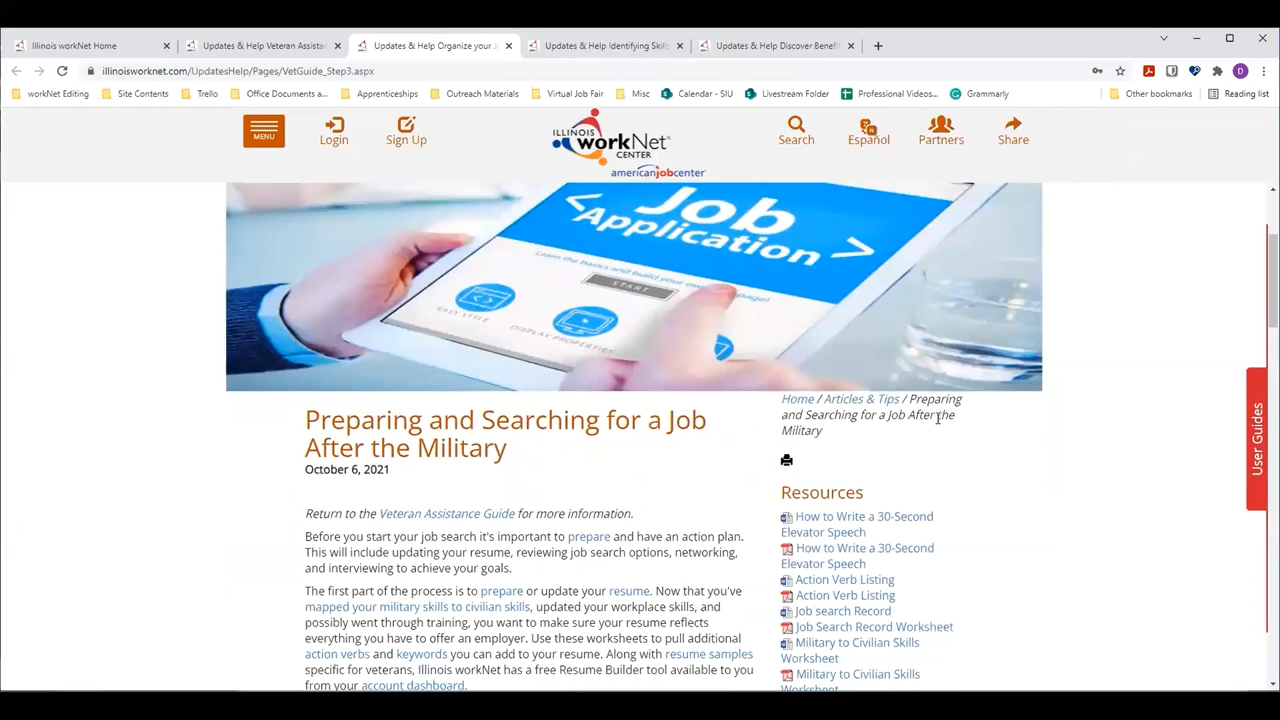 Illinois workNet Home
Updates & Help Veteran Assista
Updates & Help Organize your J
Updates & Help Identifying Skill
Updates & Help Discover Benefi
illinoisworknet.com/UpdatesHelp/Pages/VetGuide_Step3.aspx
D
workNet Editing
Site Contents
Trello
Office Documents a...
Apprenticeships
Outreach Materials
Virtual Job Fair
Misc
Calendar - SIU
Livestream Folder
Professional Videos...
Grammarly
Other bookmarks
Reading list
MENU
Login
Sign Up
ILLINOIS
workNet
CENTER
americanjobcenter
Search
Español
Partners
Share
< Job
Application >
Learn the basics and build your own page!
START
EASY STYLE
DISPLAY PROPERTIES
Preparing and Searching for a Job
After the Military
October 6, 2021
Return to the Veteran Assistance Guide for more information.
Before you start your job search it's important to prepare and have an action plan.
This will include updating your resume, reviewing job search options, networking,
and interviewing to achieve your goals.
The first part of the process is to prepare or update your resume. Now that you've
mapped your military skills to civilian skills, updated your workplace skills, and
possibly went through training, you want to make sure your resume reflects
everything you have to offer an employer. Use these worksheets to pull additional
action verbs and keywords you can add to your resume. Along with resume samples
specific for veterans, Illinois workNet has a free Resume Builder tool available to you
from your account dashboard.
Home / Articles & Tips / Preparing
and Searching for a Job After the
Military
Resources
How to Write a 30-Second
Elevator Speech
How to Write a 30-Second
Elevator Speech
Action Verb Listing
Action Verb Listing
Job search Record
Job Search Record Worksheet
Military to Civilian Skills
Worksheet
Military to Civilian Skills
Worksheet
User Guides